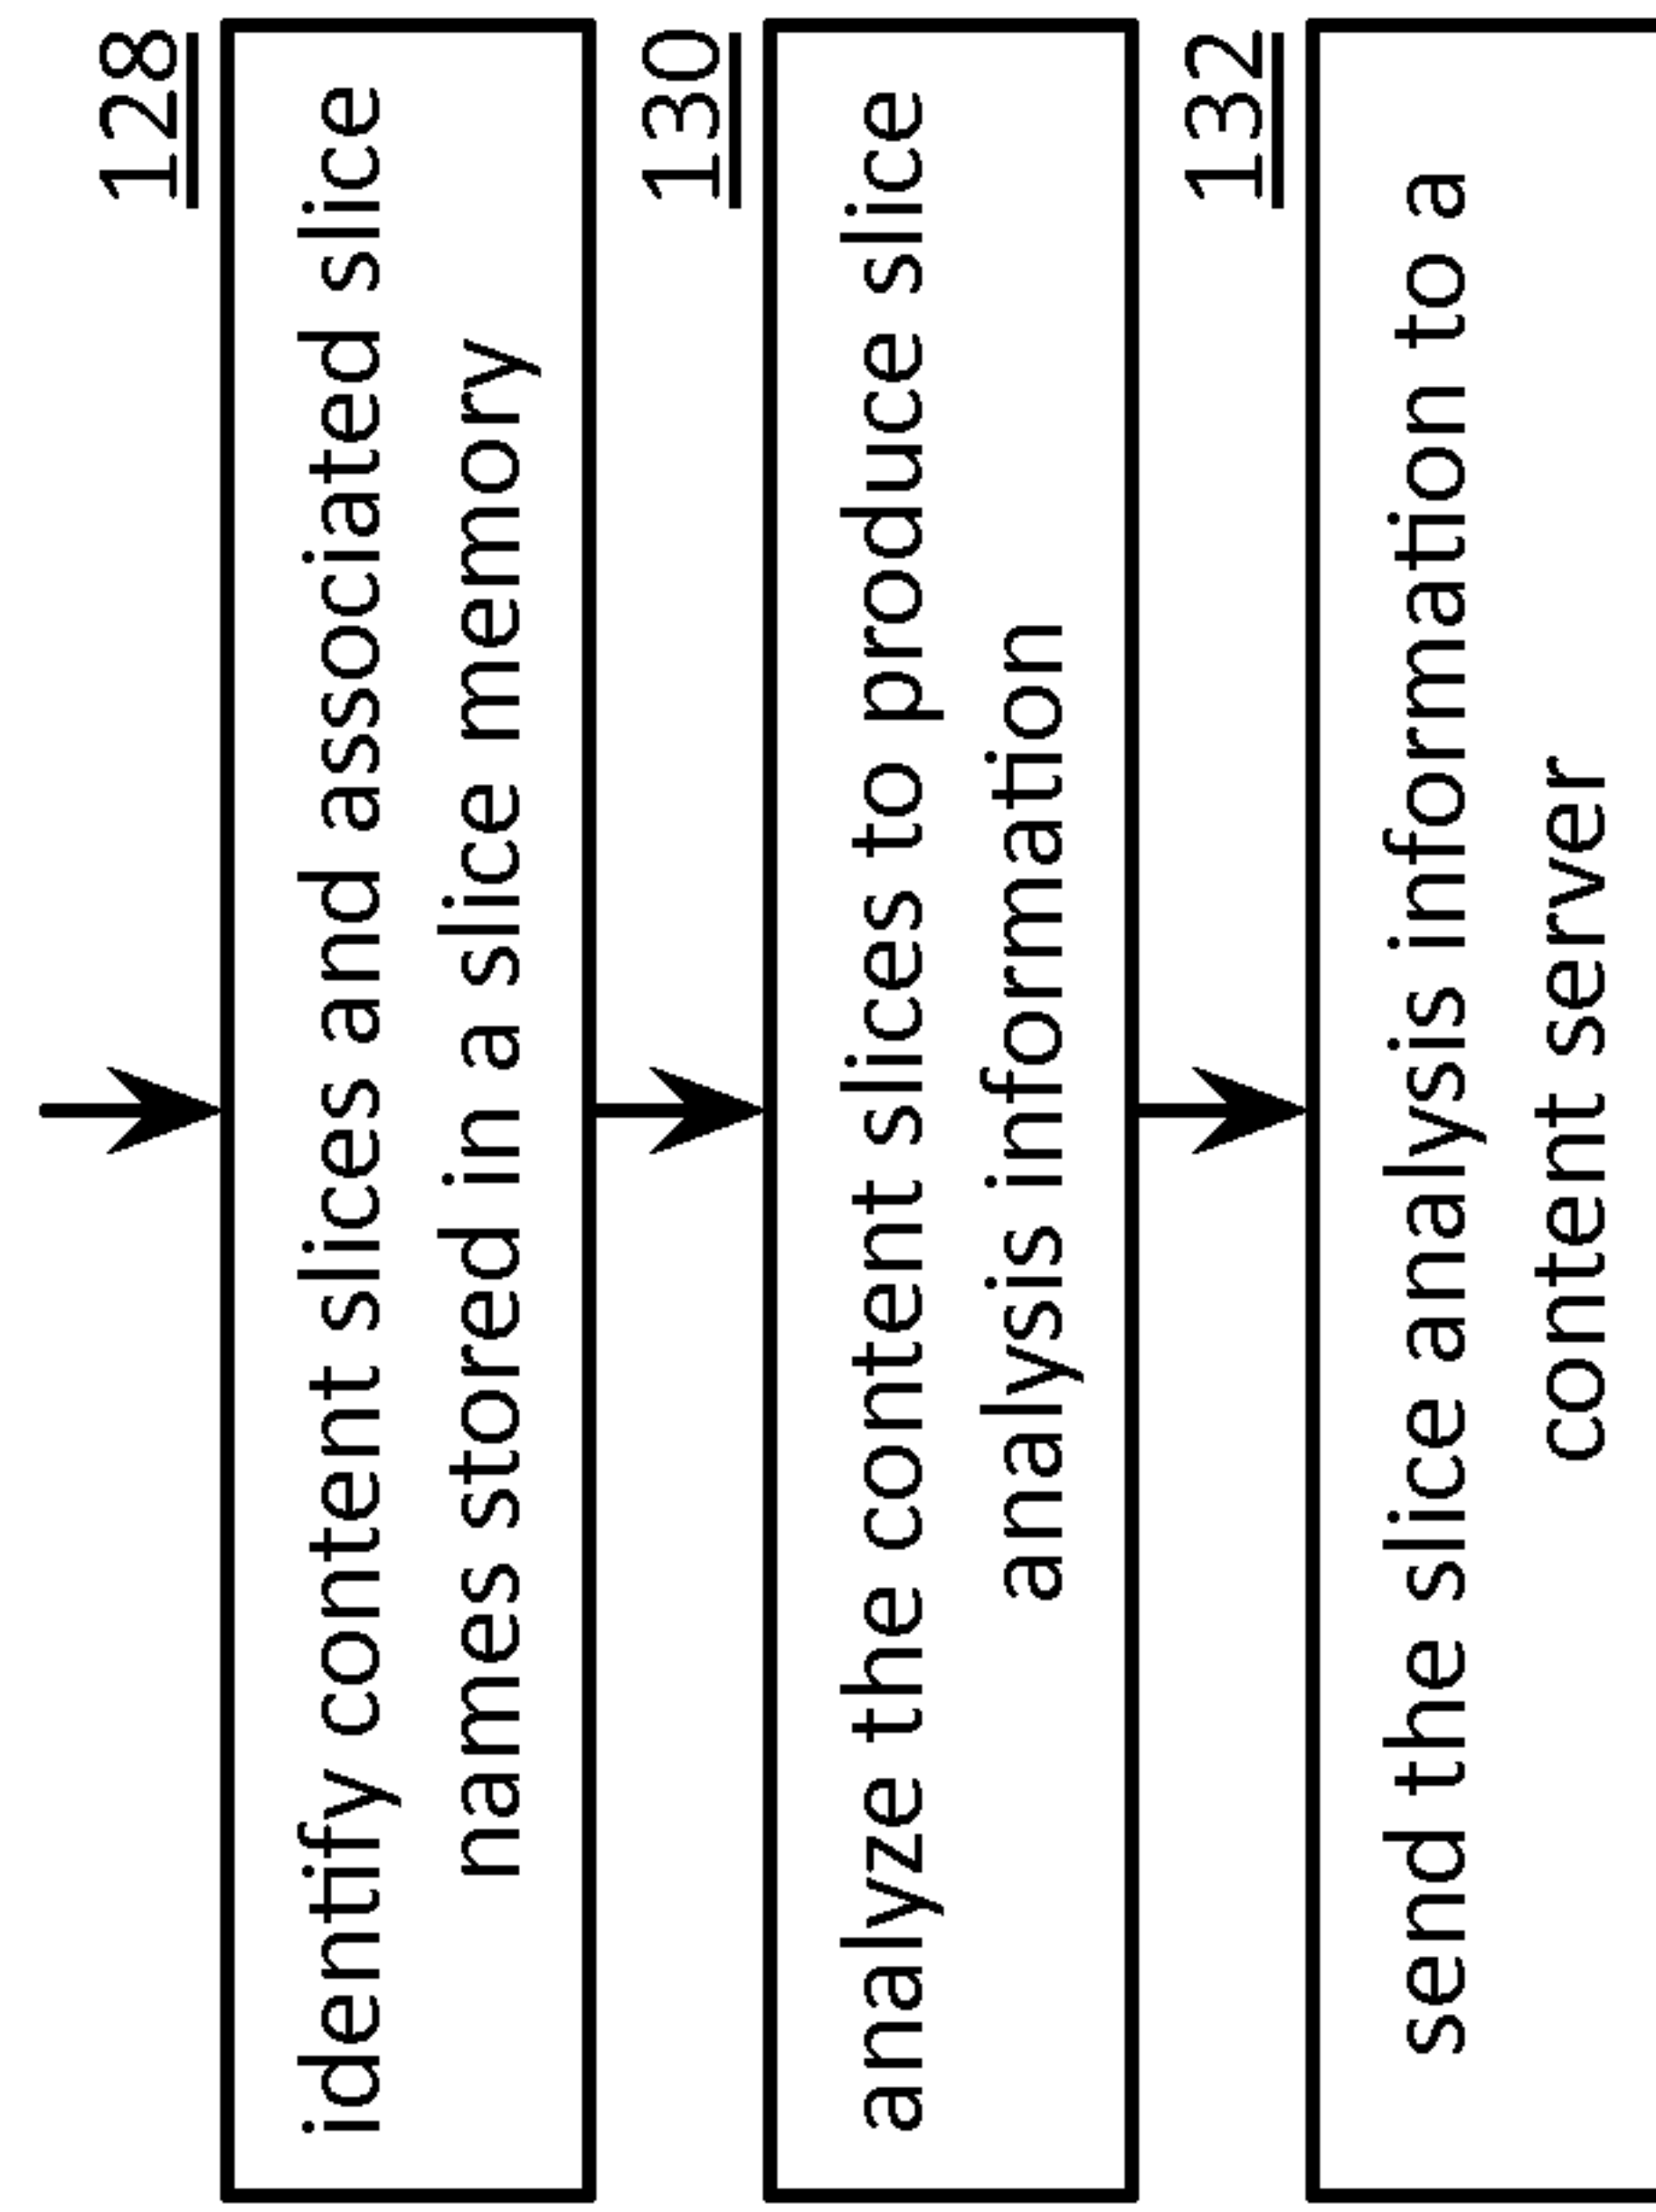 128
identify content slices and associated slice
names stored in a slice memory
130
analyze the content slices to produce slice
analysis information
132
send the slice analysis information to a
content server